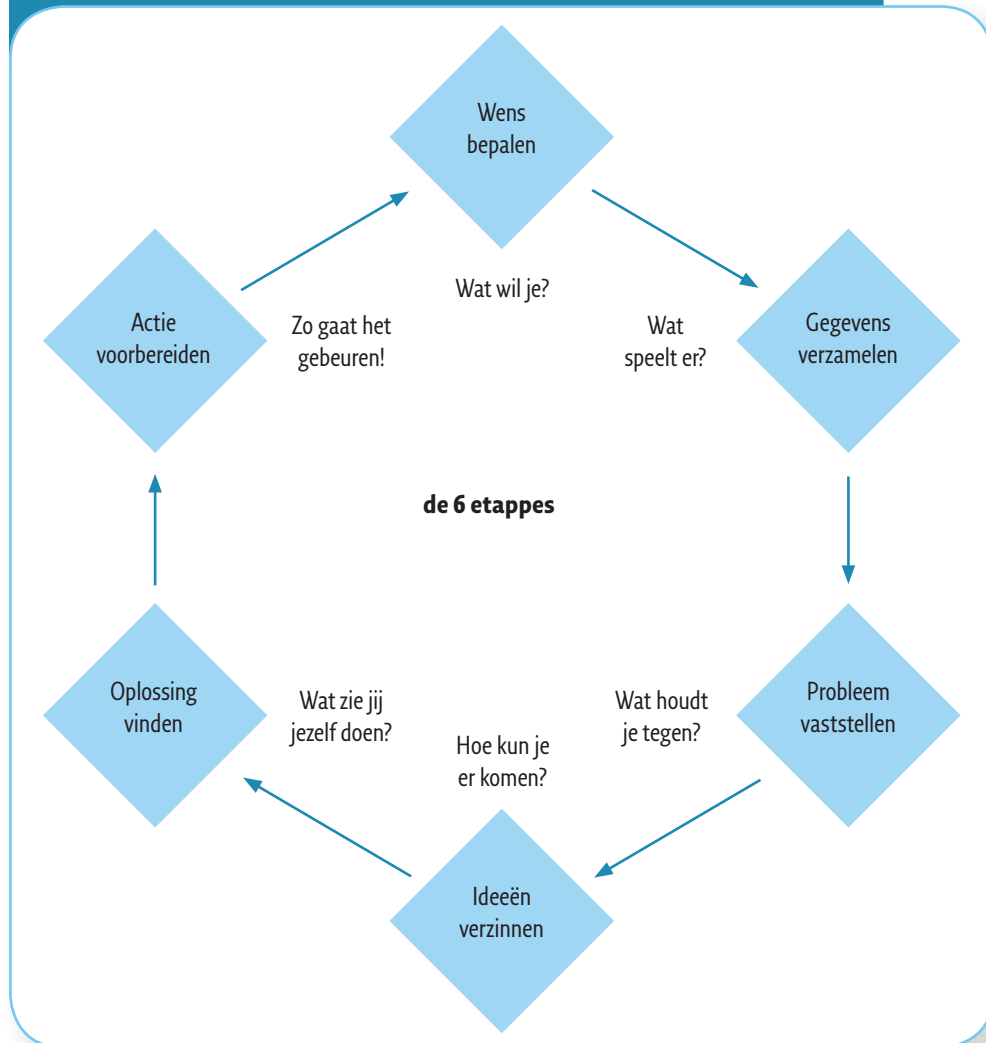 Wens
bepalen
Wat wil je?
Gegevens
verzamelen
Wat
speelt er?
Probleem
vaststellen
Wat houdt
je tegen?
Ideeën
verzinnen
Hoe kun je
er komen?
Oplossing
vinden
Wat zie jij
jezelf doen?
Actie
voorbereiden
Zo gaat het
gebeuren!
de 6 etappes